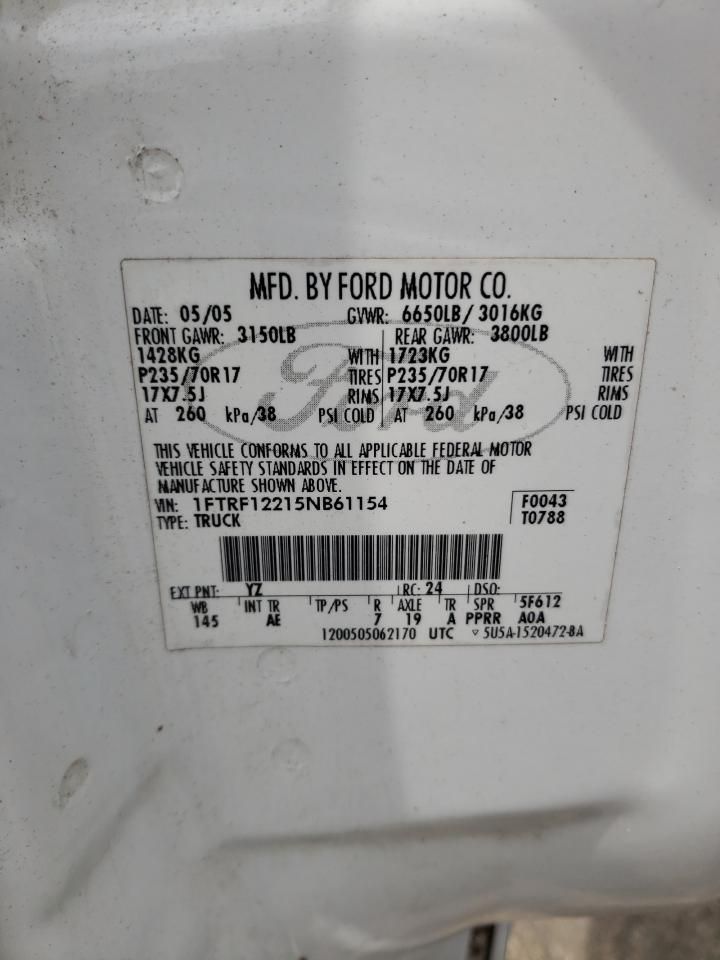 MFD. BY FORD MOTOR CO.
DATE: 05/05 GVWR: 6650LB/ 3016KG
FRONT GAWR: 3150LB REAR GAWR: 3800LB
1428KG WITH 1723KG WITH
P235/70R17 TIRES P235/70R17 TIRES
17X7.5J RIMS 17X7.5J RIMS
AT 260 kPa/38 PSI COLD AT 260 kPa/38 PSI COLD
Ford
THIS VEHICLE CONFORMS TO ALL APPLICABLE FEDERAL MOTOR
VEHICLE SAFETY STANDARDS IN EFFECT ON THE DATE OF
MANUFACTURE SHOWN ABOVE.
VIN: 1FTRF12215NB61154 F0043
TYPE: TRUCK T0788
EXT PNT: YZ RC: 24 DSO:
WB INT TR TP/PS R AXLE TR SPR 5F612
145 AE 7 19 A PPRR A0A
1200505062170 UTC ▽ 5U5A-1520472-BA